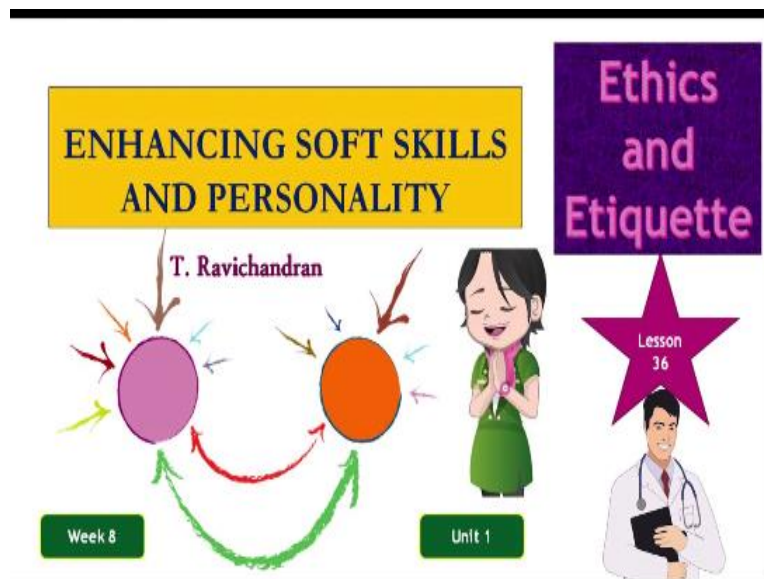 ENHANCING SOFT SKILLS
AND PERSONALITY
T. Ravichandran
Ethics
and
Etiquette
Lesson
36
Week 8
Unit 1